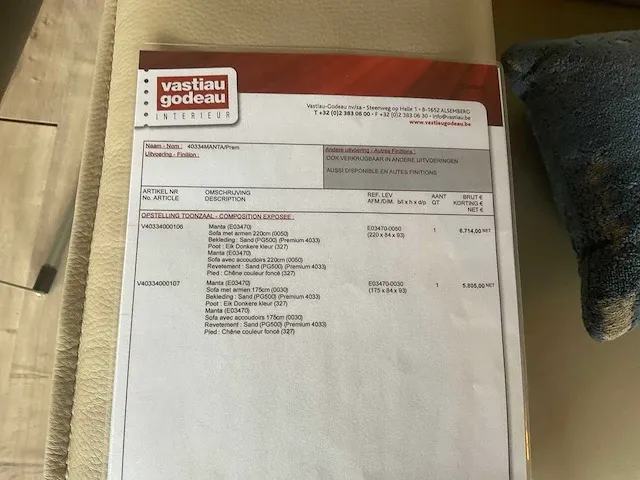 vastiau
godeau
INTERIEUR
Vastiau-Godeau nv/sa - Steenweg op Halle 1 - B-1652 ALSEMBERG
T +32 (0)2 383 06 00 - F +32 (0)2 383 06 30 - info@vastiau.be
www.vastiaugodeau.be
Naam - Nom : 40334MANTA/Prem
Uitvoering - Finition :
Andere uitvoering - Autres Finitions :
OOK VERKRIJGBAAR IN ANDERE UITVOERINGEN
AUSSI DISPONIBLE EN AUTES FINITIONS
ARTIKEL NR OMSCHRIJVING REF. LEV AANT BRUT €
No. ARTICLE DESCRIPTION AFM./DIM. b/l x h x d/p QT KORTING €
NET €
OPSTELLING TOONZAAL - COMPOSITION EXPOSEE :
V40334000106 Manta (E03470) E03470-0050 1 6.714,00 NET
Sofa met armen 220cm (0050) (220 x 84 x 93)
Bekleding : Sand (PG500) (Premium 4033)
Poot : Eik Donkere kleur (327)
Manta (E03470)
Sofa avec accoudoirs 220cm (0050)
Revetement : Sand (PG500) (Premium 4033)
Pied : Chêne couleur foncé (327)
V40334000107 Manta (E03470) E03470-0030 1 5.805,00 NET
Sofa met armen 175cm (0030) (175 x 84 x 93)
Bekleding : Sand (PG500) (Premium 4033)
Poot : Eik Donkere kleur (327)
Manta (E03470)
Sofa avec accoudoirs 175cm (0030)
Revetement : Sand (PG500) (Premium 4033)
Pied : Chêne couleur foncé (327)